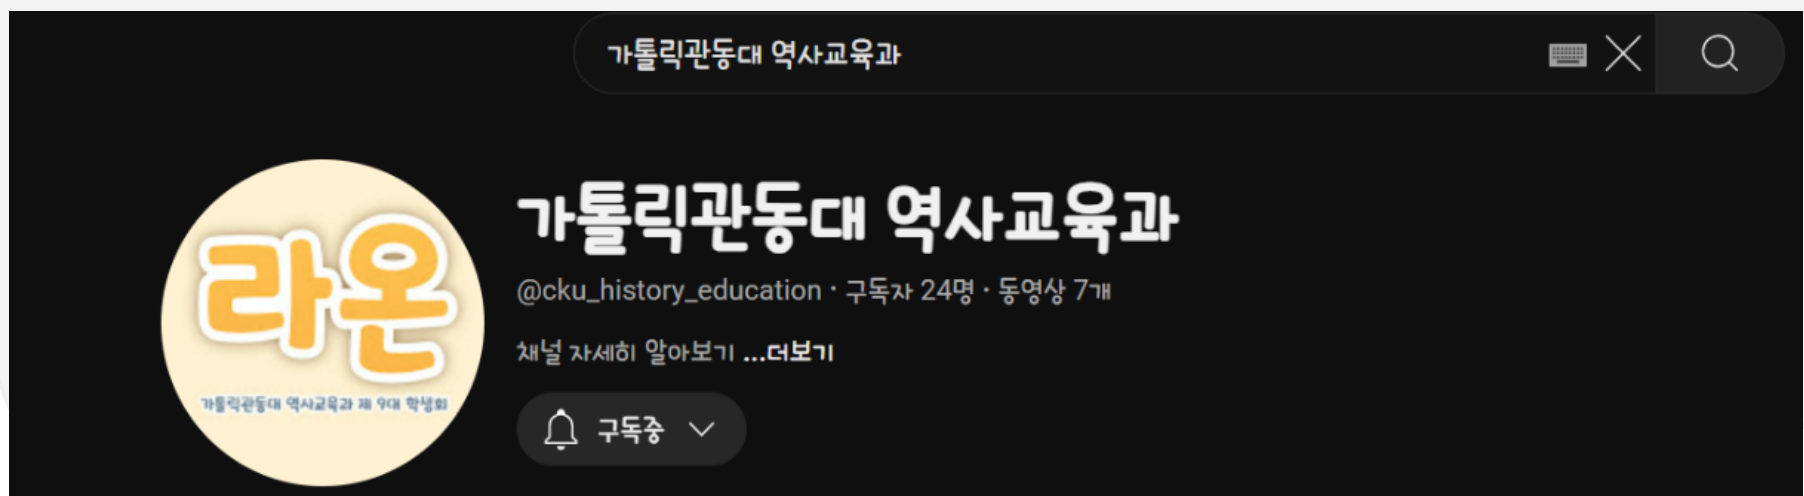 가톨릭관동대 역사교육과
라온
가톨릭관동대 역사교육과 제 9대 학생회
가톨릭관동대 역사교육과
@cku_history_education · 구독자 24명 · 동영상 7개
채널 자세히 알아보기 ...더보기
구독중